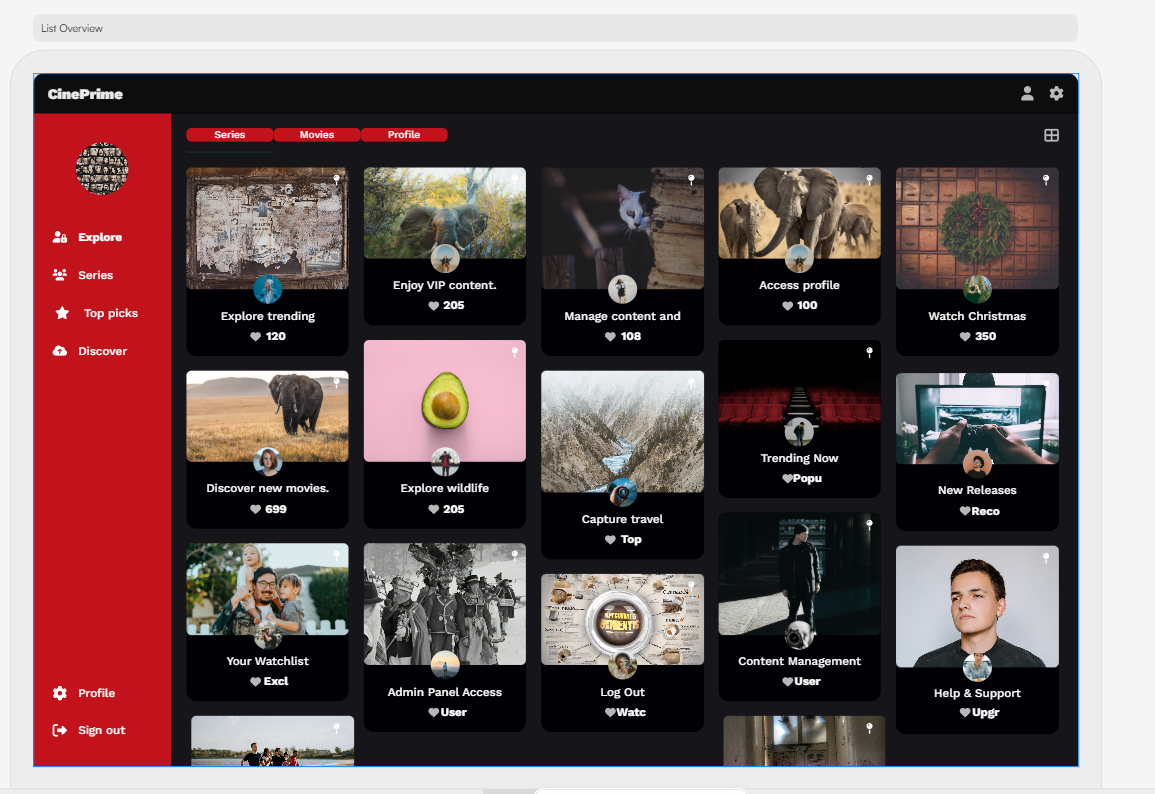 List Overview
CinePrime
Series
Movies
Profile
Explore
Series
Top picks
Discover
Profile
Sign out
Explore trending
120
Enjoy VIP content.
205
Manage content and
108
Access profile
100
Watch Christmas
350
Discover new movies.
699
Explore wildlife
205
Capture travel
Top
Trending Now
Popu
New Releases
Reco
Your Watchlist
Excl
Admin Panel Access
User
Log Out
Watc
Content Management
User
Help & Support
Upgr